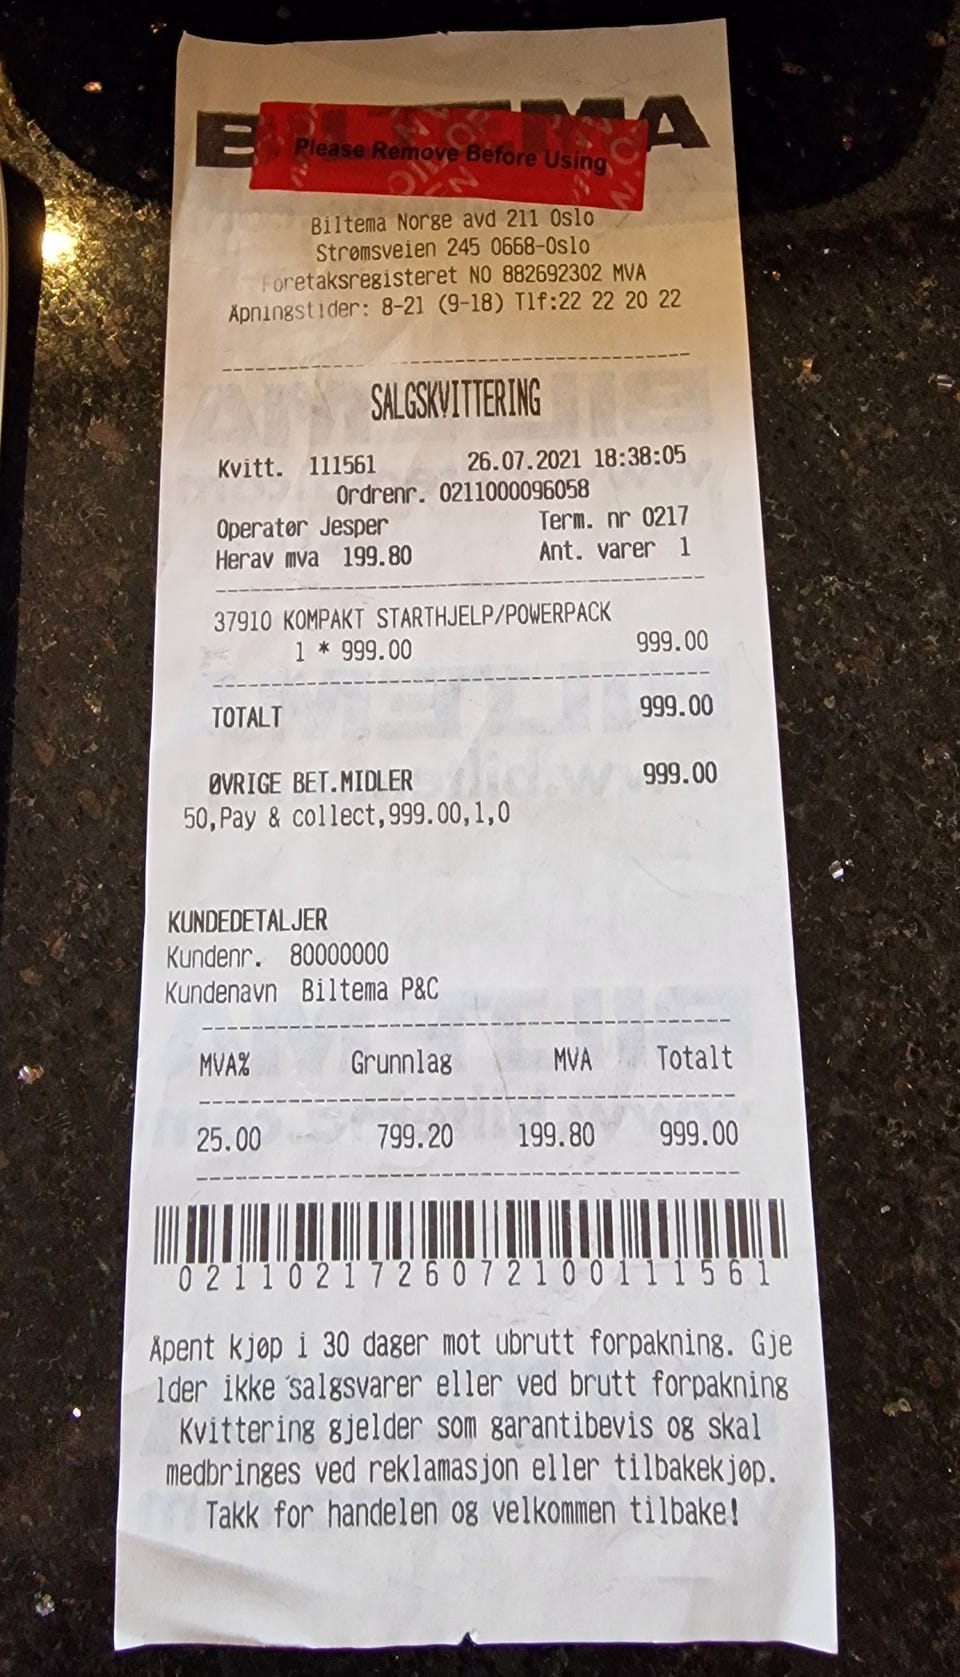 BILTEMA
Please Remove Before Using
Biltema Norge avd 211 Oslo
Strømsveien 245 0668-Oslo
Foretaksregisteret NO 882692302 MVA
Åpningstider: 8-21 (9-18) Tlf:22 22 20 22
SALGSKVITTERING
Kvitt. 111561 26.07.2021 18:38:05
Ordrenr. 0211000096058
Operatør Jesper Term. nr 0217
Herav mva 199.80 Ant. varer 1
37910 KOMPAKT STARTHJELP/POWERPACK
1 * 999.00 999.00
TOTALT 999.00
ØVRIGE BET.MIDLER 999.00
50,Pay & collect,999.00,1,0
KUNDEDETALJER
Kundenr. 80000000
Kundenavn Biltema P&C
MVA% Grunnlag MVA Totalt
25.00 799.20 199.80 999.00
0211021726072100111561
Åpent kjøp i 30 dager mot ubrutt forpakning. Gje
lder ikke salgsvarer eller ved brutt forpakning
Kvittering gjelder som garantibevis og skal
medbringes ved reklamasjon eller tilbakekjøp.
Takk for handelen og velkommen tilbake!